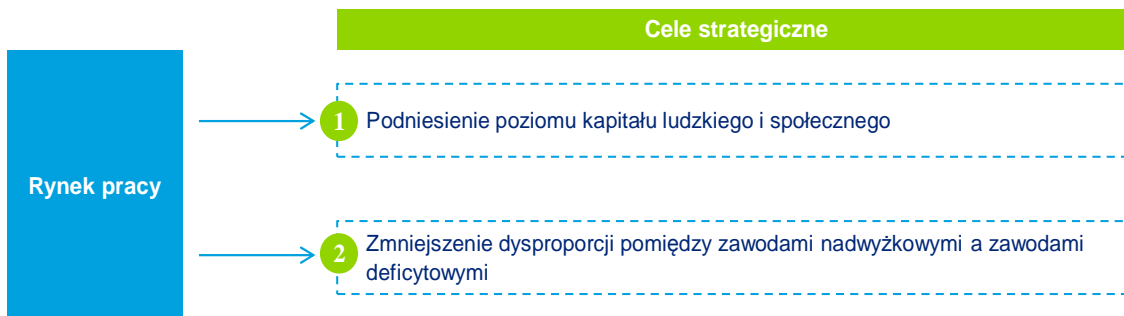 Cele strategiczne
Rynek pracy
1
Podniesienie poziomu kapitału ludzkiego i społecznego
2
Zmniejszenie dysproporcji pomiędzy zawodami nadwyżkowymi a zawodami
deficytowymi